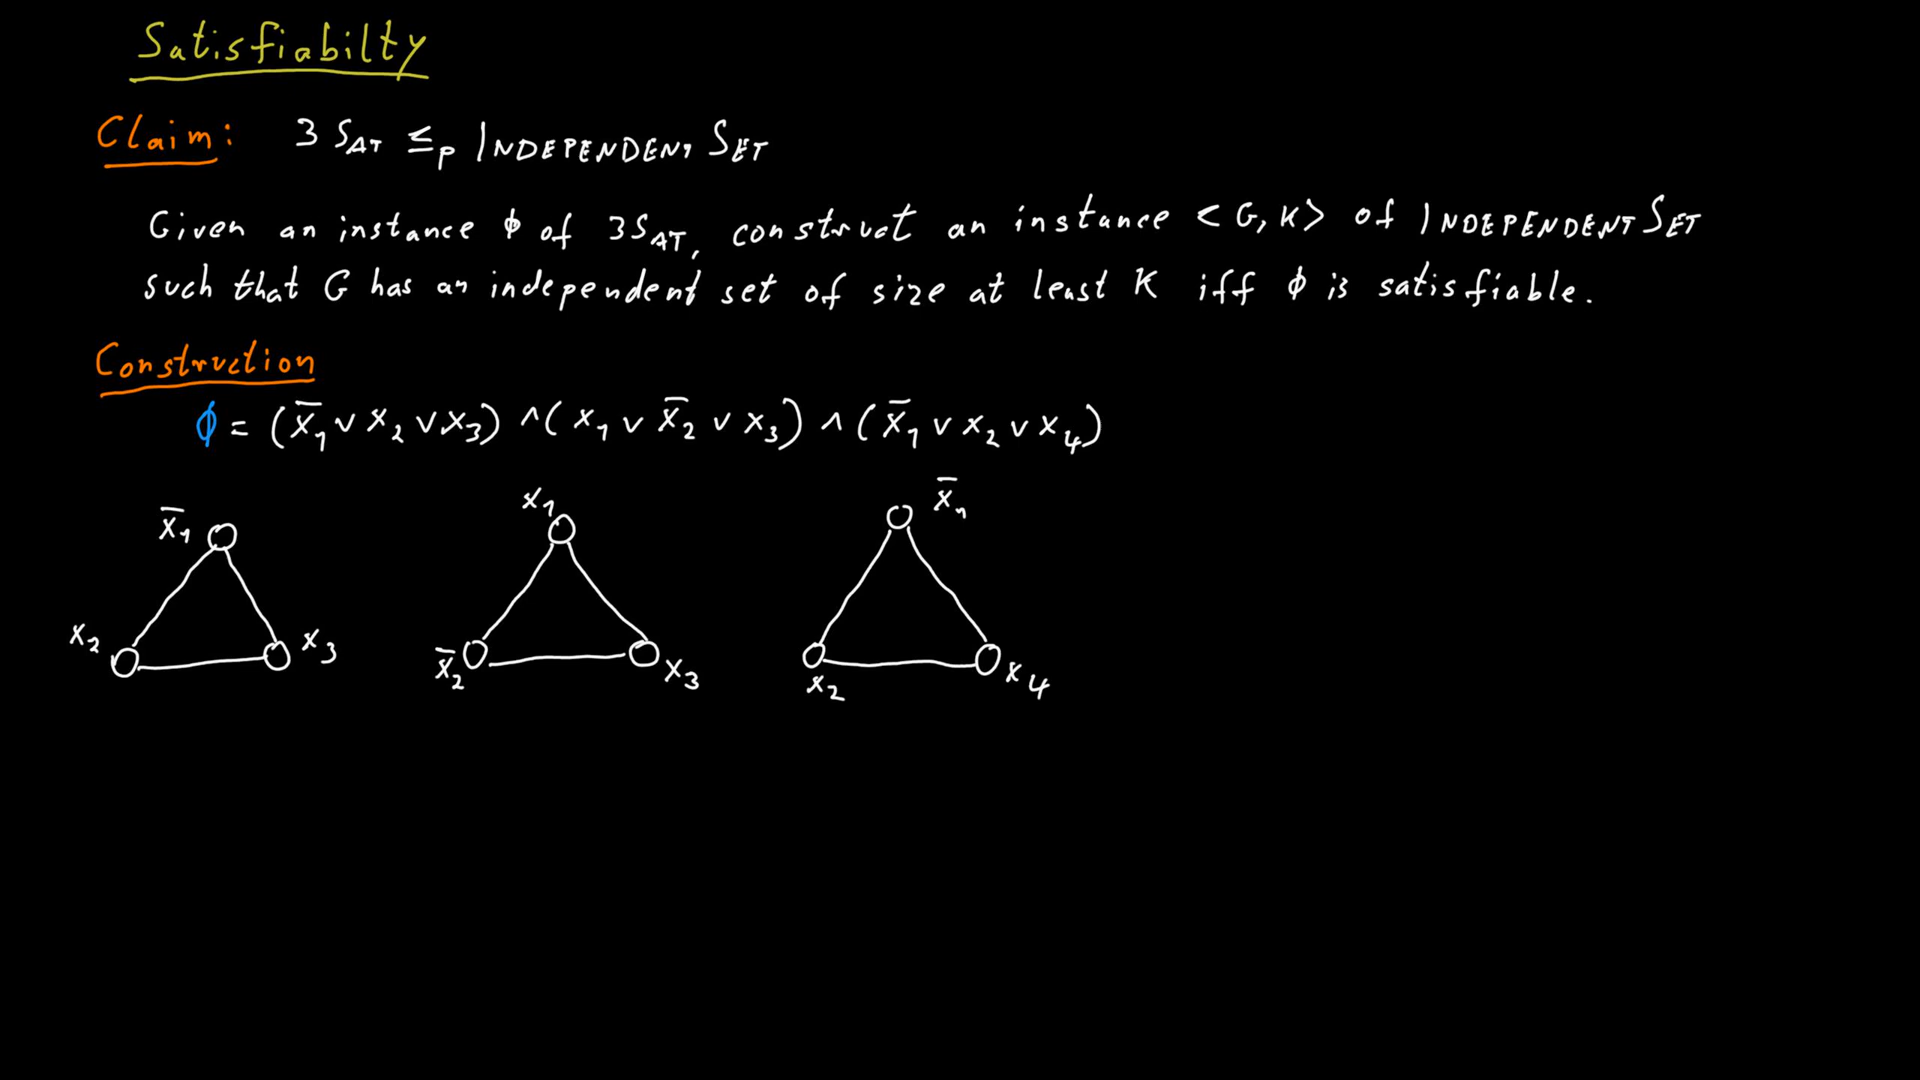 Satisfiabilty
Claim: 3 SAT ≤p INDEPENDENT SET
Given an instance ϕ of 3SAT, construct an instance <G, K> of INDEPENDENT SET
such that G has an independent set of size at least K iff ϕ is satisfiable.
Construction
ϕ = (x̄₁ ∨ x₂ ∨ x₃) ∧ (x₁ ∨ x̄₂ ∨ x₃) ∧ (x̄₁ ∨ x₂ ∨ x₄)
x̄₁ x₁ x̄₁
x₂ x₃ x̄₂ x₃ x₂ x₄